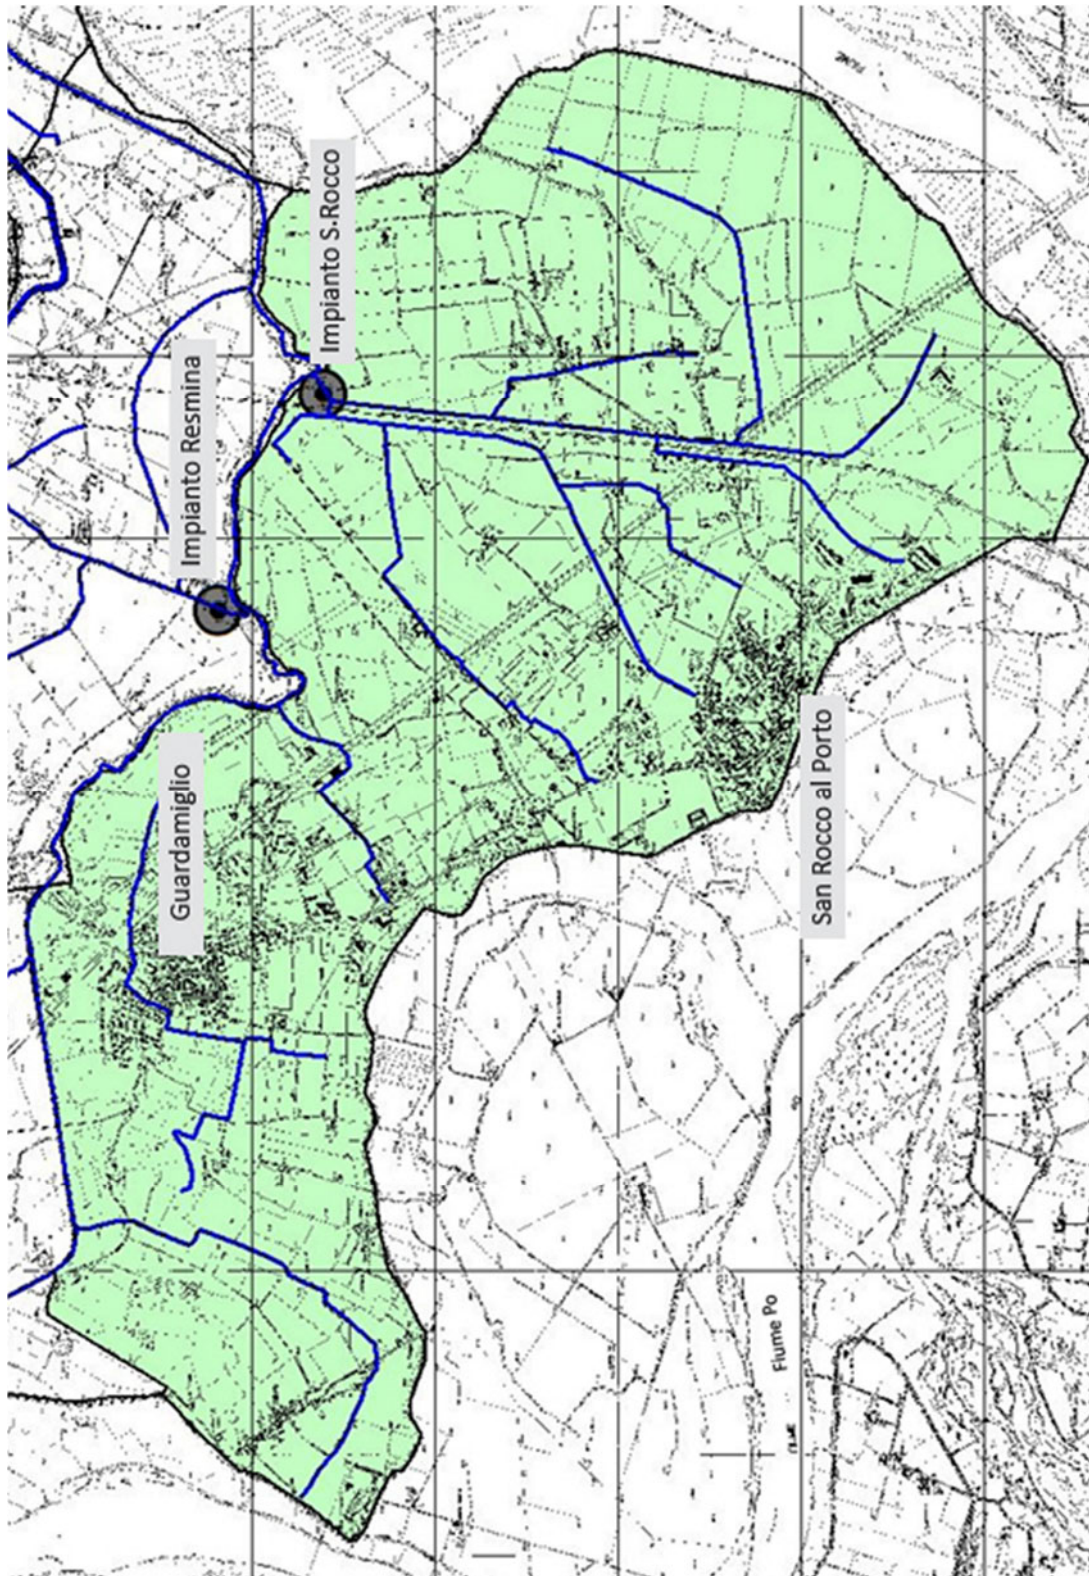 Guardamiglio
Impianto Resmina
Impianto S.Rocco
San Rocco al Porto
Fiume Po